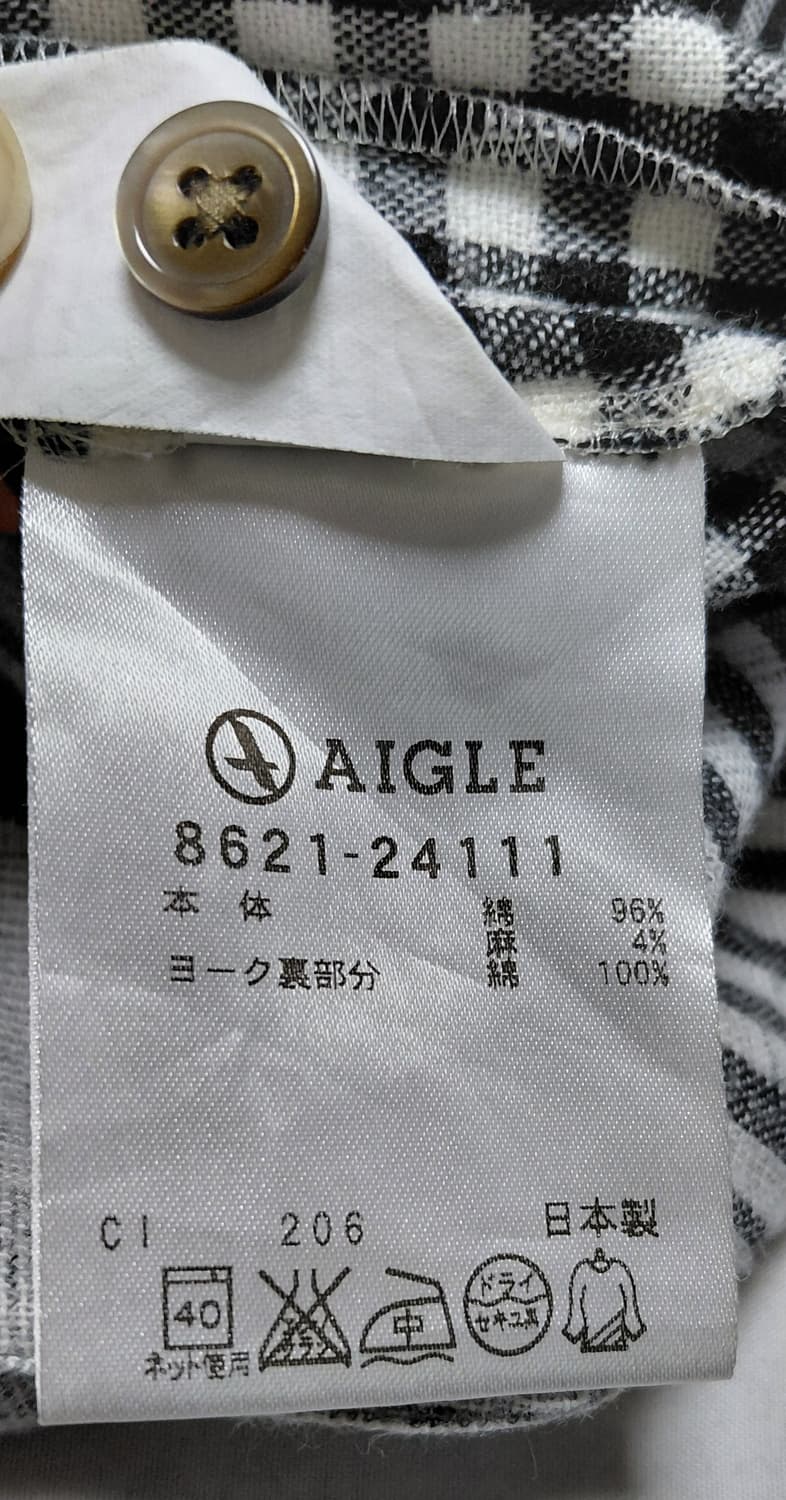 AIGLE
8621-24111
本 体 綿 96%
麻 4%
ヨーク裏部分 綿 100%
CI 206 日本製
40 中 ドライ
セキユ系
ネット使用